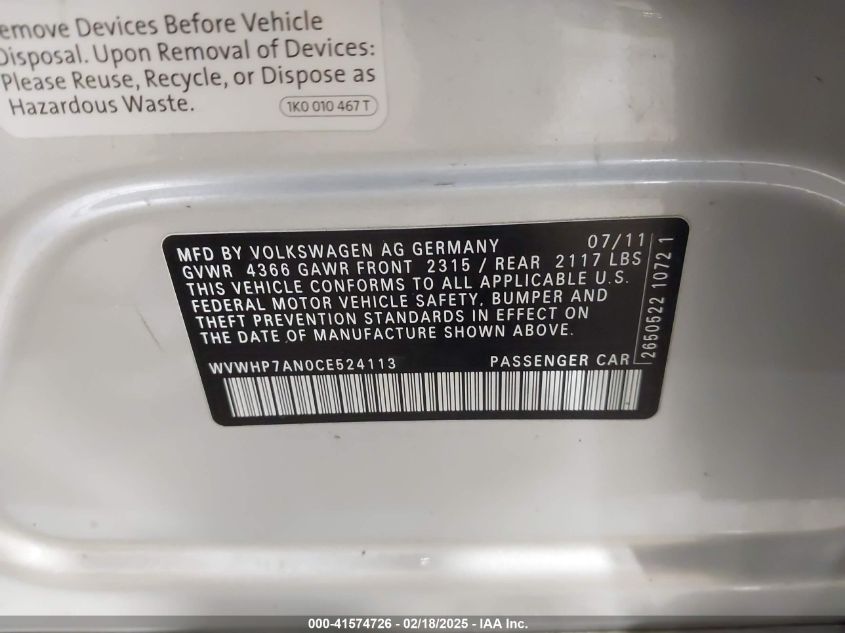 emove Devices Before Vehicle
Disposal. Upon Removal of Devices:
Please Reuse, Recycle, or Dispose as
Hazardous Waste.
1K0 010 467 T
MFD BY VOLKSWAGEN AG GERMANY 07/11
GVWR 4366 GAWR FRONT 2315 / REAR 2117 LBS
THIS VEHICLE CONFORMS TO ALL APPLICABLE U.S.
FEDERAL MOTOR VEHICLE SAFETY, BUMPER AND
THEFT PREVENTION STANDARDS IN EFFECT ON
THE DATE OF MANUFACTURE SHOWN ABOVE.
WVWHP7AN0CE524113 PASSENGER CAR
2650522 1072 1
000-41574726 - 02/18/2025 - IAA Inc.